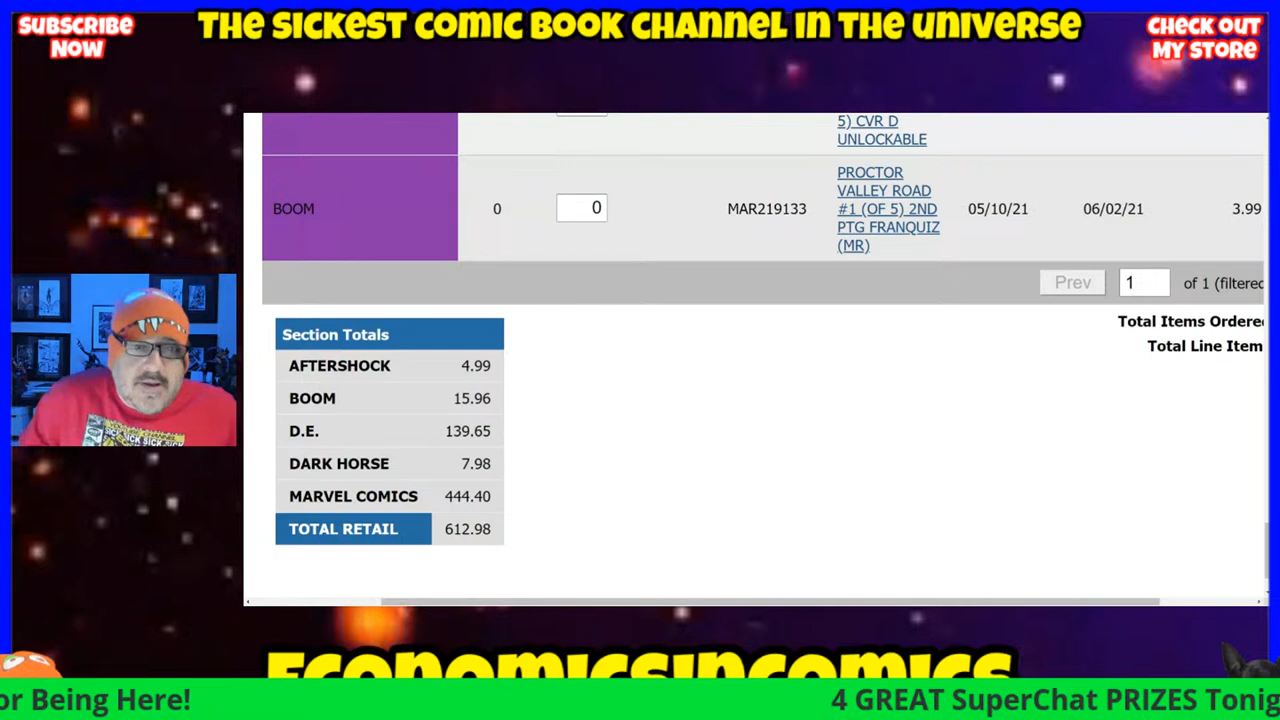 SUBSCRIBE
NOW
THE SICKEST COMIC BOOK CHANNEL IN THE UNIVERSE
CHECK OUT
MY STORE
5) CVR D
UNLOCKABLE
BOOM 0 0 MAR219133 PROCTOR
VALLEY ROAD
#1 (OF 5) 2ND
PTG FRANQUIZ
(MR) 05/10/21 06/02/21 3.99
Prev 1 of 1 (filtered
Total Items Ordere
Total Line Item
Section Totals
AFTERSHOCK 4.99
BOOM 15.96
D.E. 139.65
DARK HORSE 7.98
MARVEL COMICS 444.40
TOTAL RETAIL 612.98
ECONOMICSINCOMICS
or Being Here! 4 GREAT SuperChat PRIZES Tonig